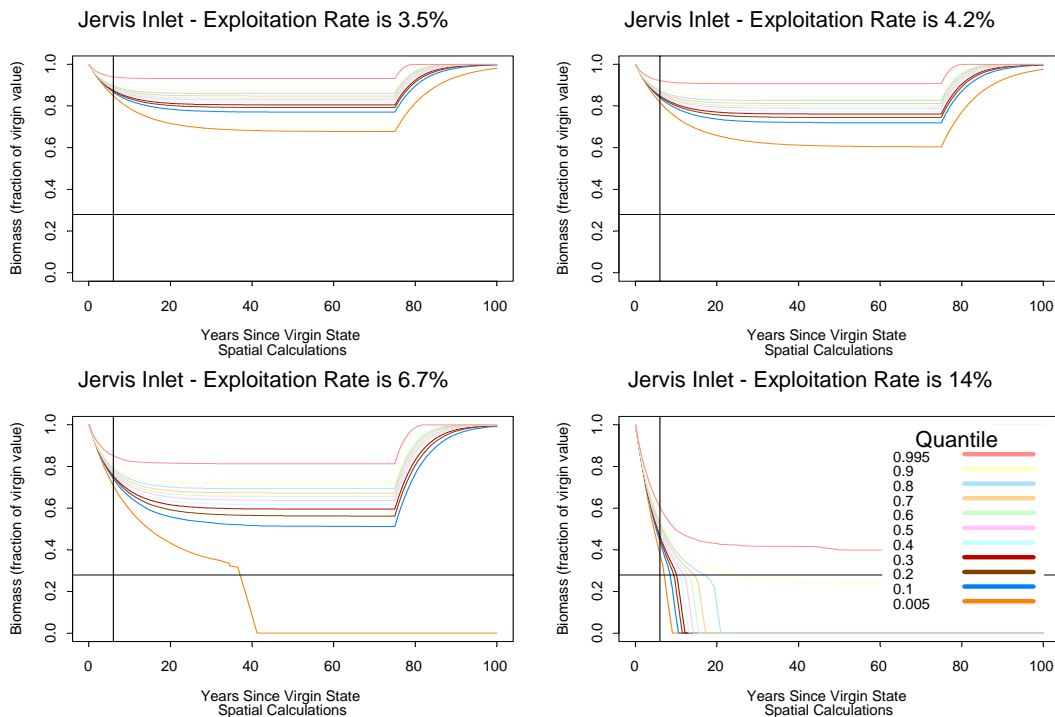 Jervis Inlet - Exploitation Rate is 3.5%
Biomass (fraction of virgin value)
1.0
0.8
0.6
0.4
0.2
0.0
0 20 40 60 80 100
Years Since Virgin State
Spatial Calculations
Jervis Inlet - Exploitation Rate is 4.2%
Biomass (fraction of virgin value)
1.0
0.8
0.6
0.4
0.2
0.0
0 20 40 60 80 100
Years Since Virgin State
Spatial Calculations
Jervis Inlet - Exploitation Rate is 6.7%
Biomass (fraction of virgin value)
1.0
0.8
0.6
0.4
0.2
0.0
0 20 40 60 80 100
Years Since Virgin State
Spatial Calculations
Jervis Inlet - Exploitation Rate is 14%
Biomass (fraction of virgin value)
1.0
0.8
0.6
0.4
0.2
0.0
0 20 40 60 80 100
Years Since Virgin State
Spatial Calculations
Quantile
0.995
0.9
0.8
0.7
0.6
0.5
0.4
0.3
0.2
0.1
0.005